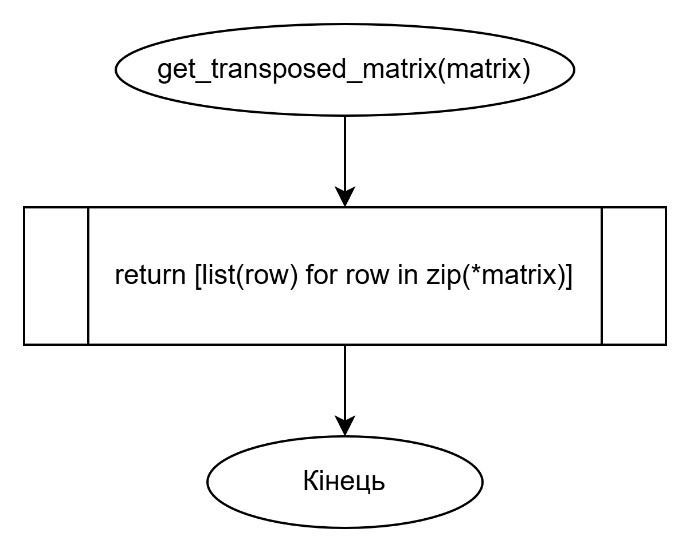 get_transposed_matrix(matrix)
return [list(row) for row in zip(*matrix)]
Кінець